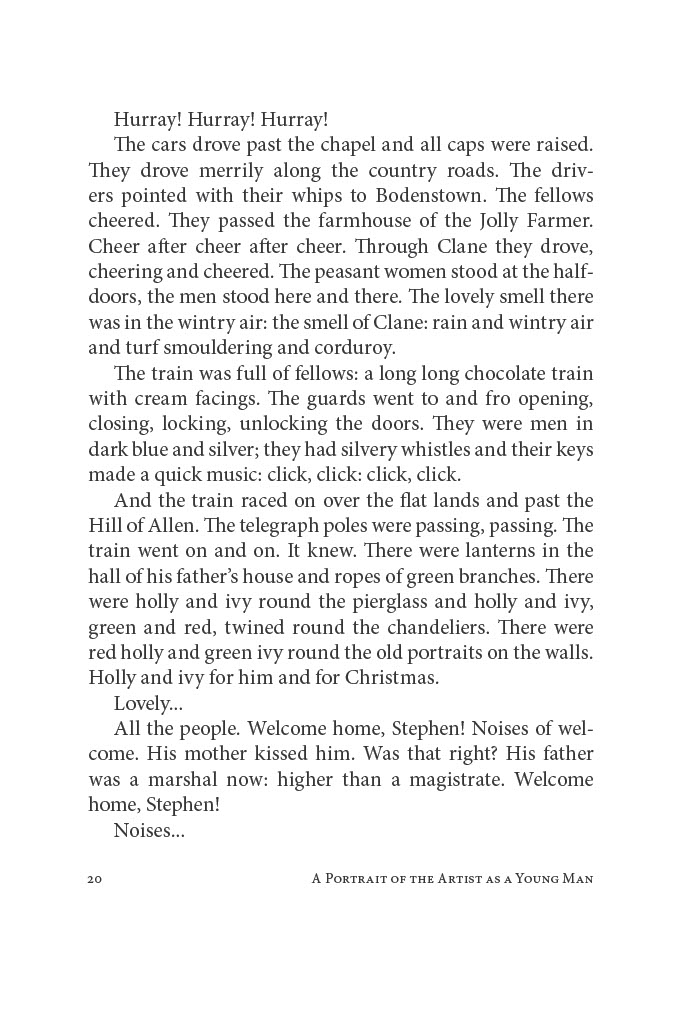 Hurray! Hurray! Hurray!
The cars drove past the chapel and all caps were raised.
They drove merrily along the country roads. The driv-
ers pointed with their whips to Bodenstown. The fellows
cheered. They passed the farmhouse of the Jolly Farmer.
Cheer after cheer after cheer. Through Clane they drove,
cheering and cheered. The peasant women stood at the half-
doors, the men stood here and there. The lovely smell there
was in the wintry air: the smell of Clane: rain and wintry air
and turf smouldering and corduroy.
The train was full of fellows: a long long chocolate train
with cream facings. The guards went to and fro opening,
closing, locking, unlocking the doors. They were men in
dark blue and silver; they had silvery whistles and their keys
made a quick music: click, click: click, click.
And the train raced on over the flat lands and past the
Hill of Allen. The telegraph poles were passing, passing. The
train went on and on. It knew. There were lanterns in the
hall of his father’s house and ropes of green branches. There
were holly and ivy round the pierglass and holly and ivy,
green and red, twined round the chandeliers. There were
red holly and green ivy round the old portraits on the walls.
Holly and ivy for him and for Christmas.
Lovely...
All the people. Welcome home, Stephen! Noises of wel-
come. His mother kissed him. Was that right? His father
was a marshal now: higher than a magistrate. Welcome
home, Stephen!
Noises...
20 A Portrait of the Artist as a Young Man